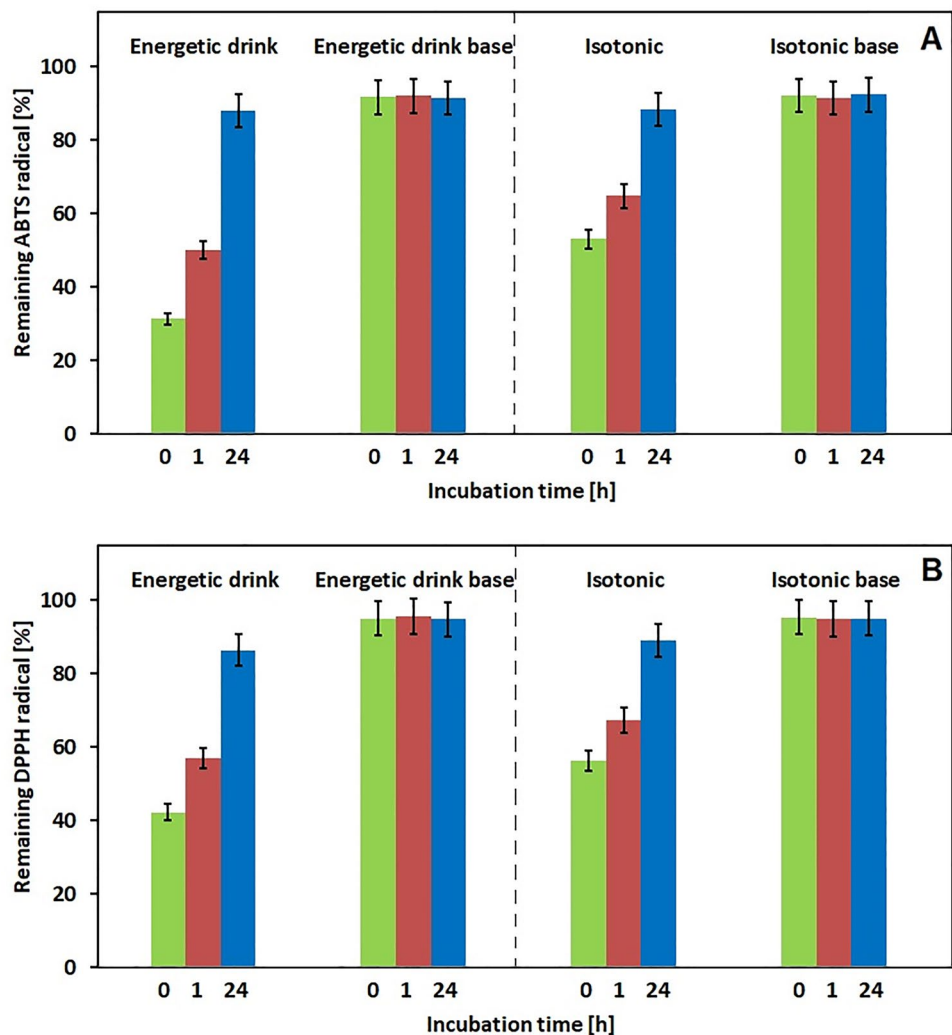 Energetic drink Energetic drink base Isotonic Isotonic base A
Remaining ABTS radical [%]
100
80
60
40
20
0
0 1 24 0 1 24 0 1 24 0 1 24
Incubation time [h]
Energetic drink Energetic drink base Isotonic Isotonic base B
Remaining DPPH radical [%]
100
80
60
40
20
0
0 1 24 0 1 24 0 1 24 0 1 24
Incubation time [h]